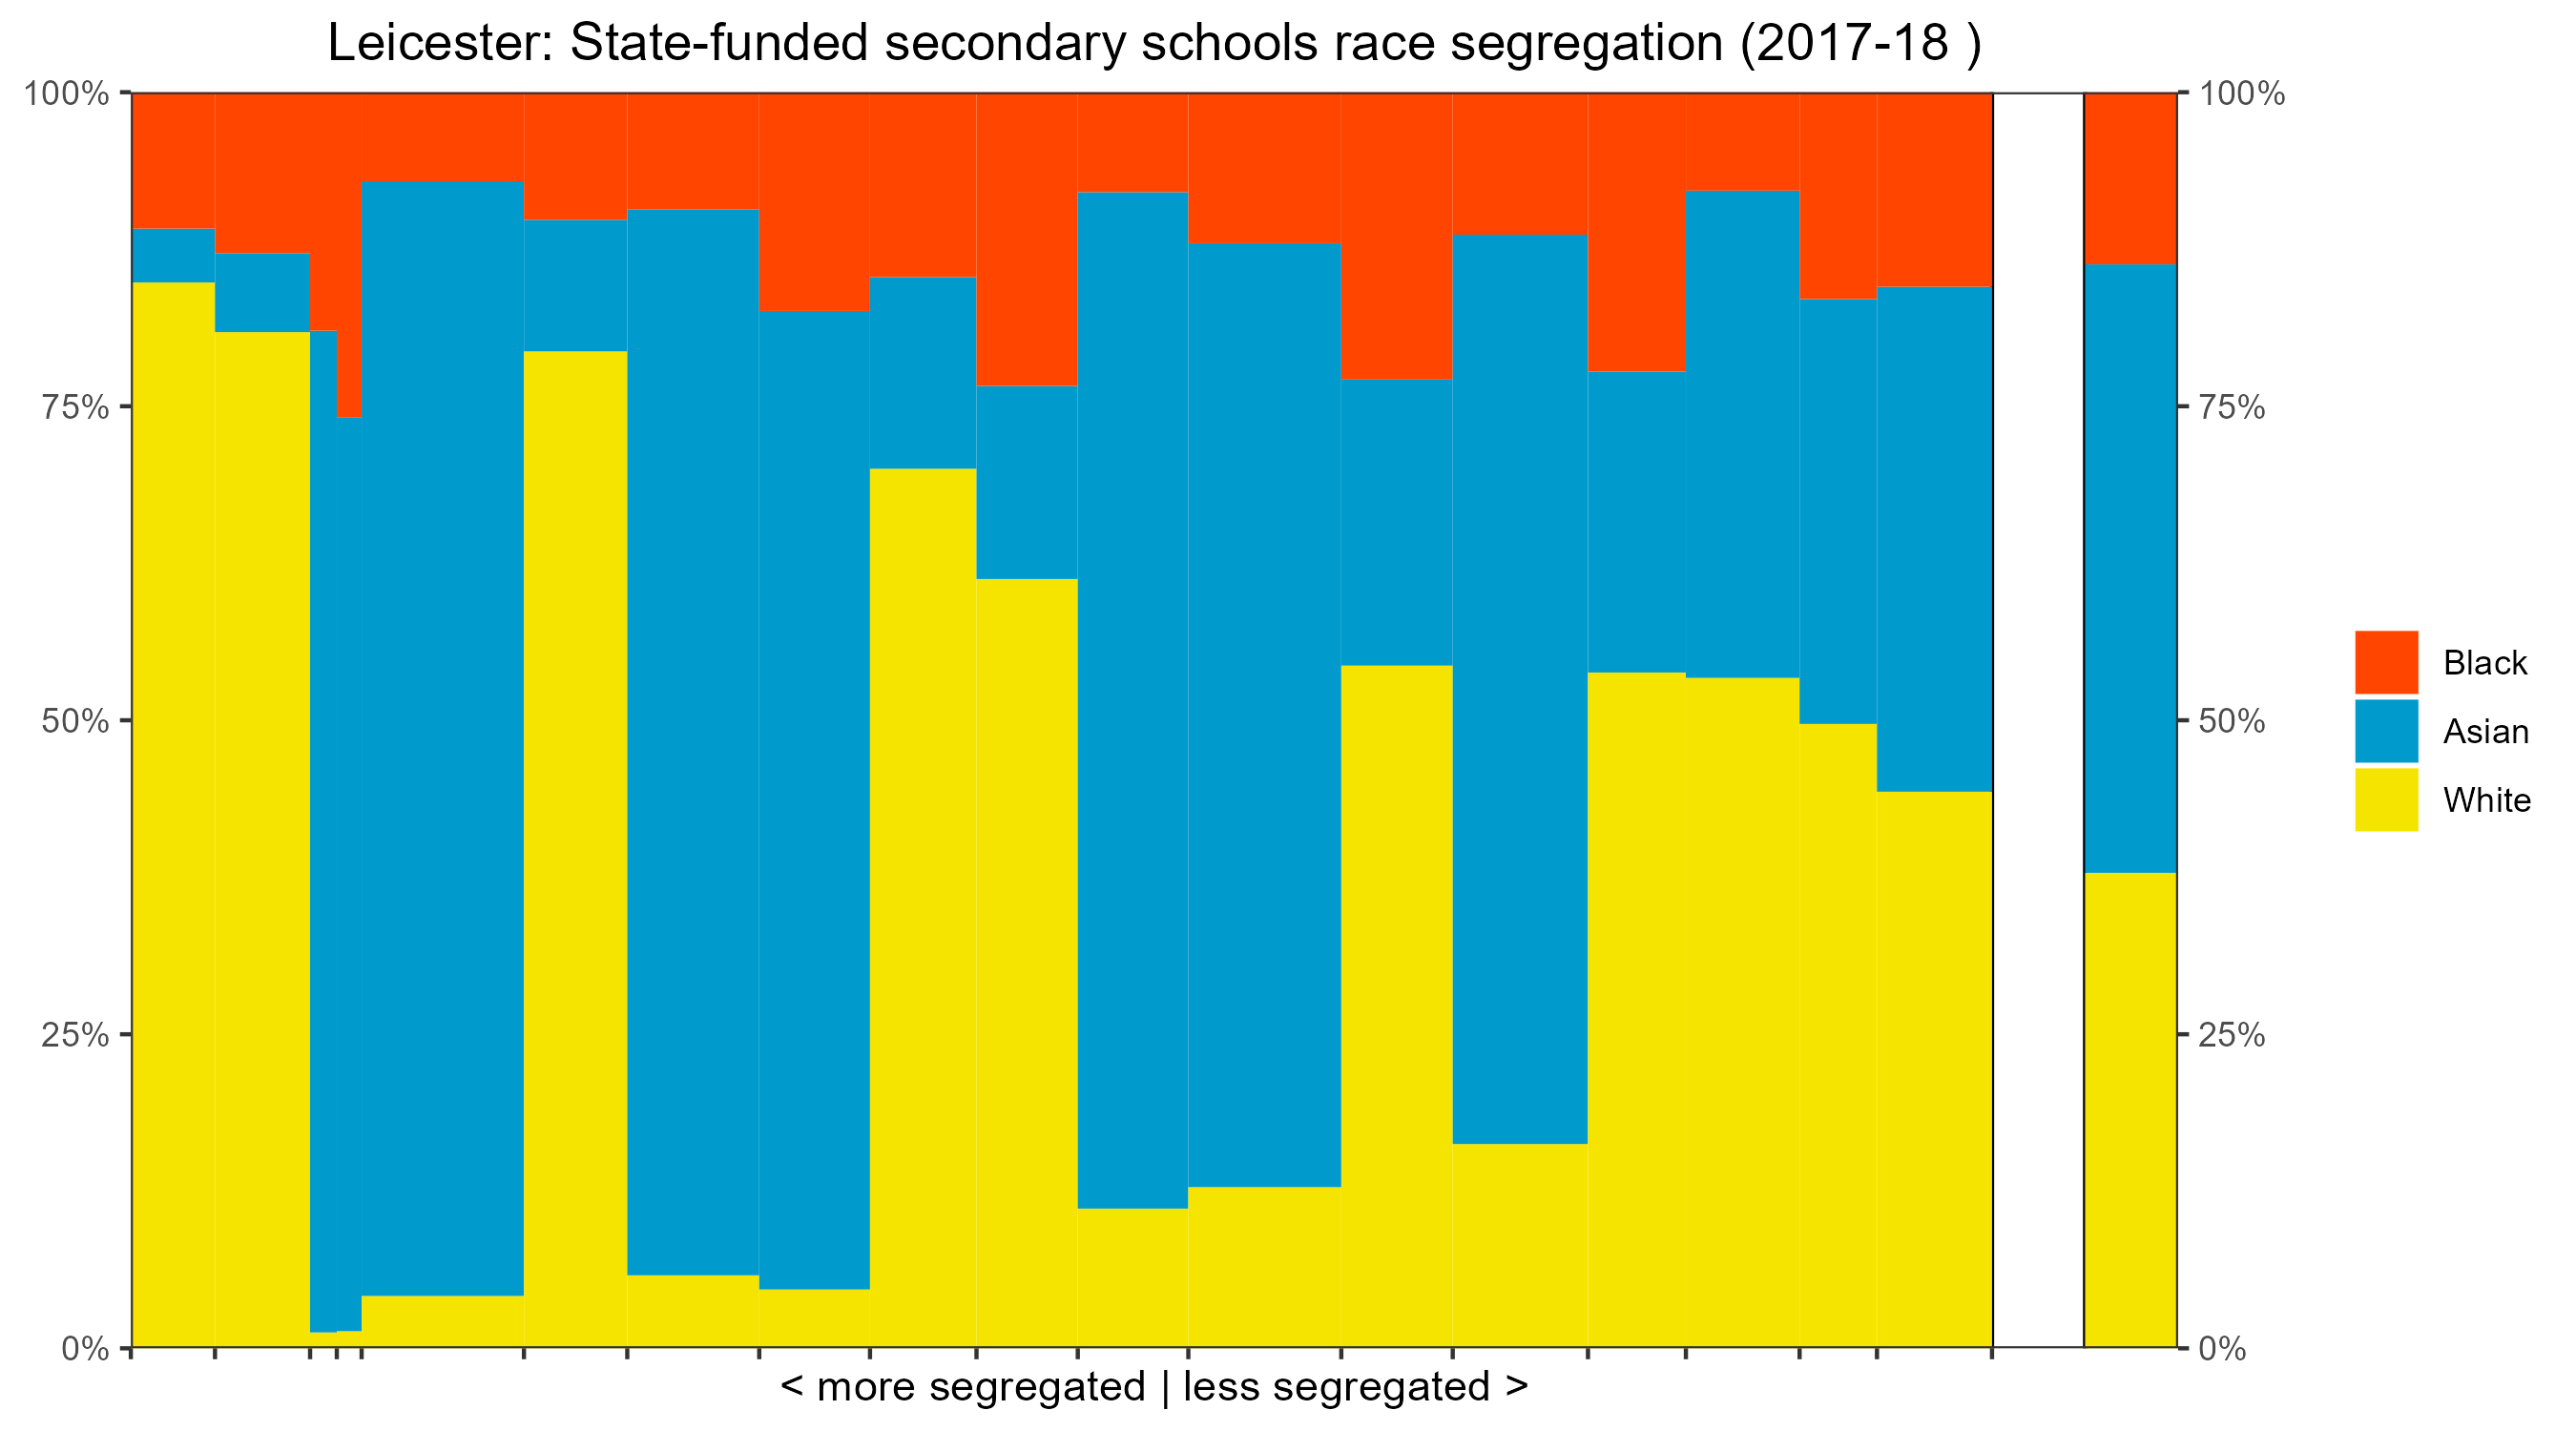 Leicester: State-funded secondary schools race segregation (2017-18 )
100%
75%
50%
25%
0%
100%
75%
50%
25%
0%
Black
Asian
White
< more segregated | less segregated >